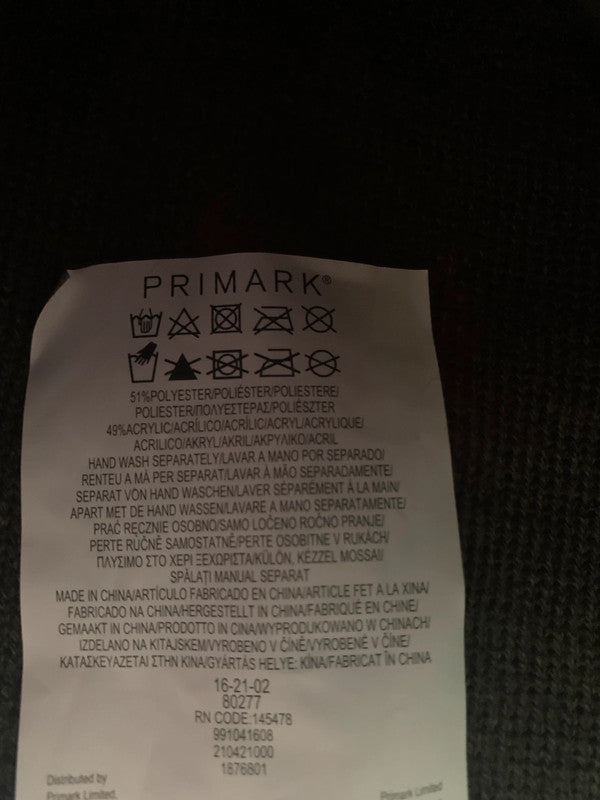 PRIMARK®
51%POLYESTER/POLIÉSTER/POLIESTERE/
POLIESTER/ΠΟΛΥΕΣΤΕΡΑΣ/POLIÉSZTER
49%ACRYLIC/ACRÍLICO/ACRÍLIC/ACRYL/ACRYLIQUE/
ACRILICO/AKRYL/AKRIL/ΑΚΡΥΛΙΚΟ/ACRIL
HAND WASH SEPARATELY/LAVAR A MANO POR SEPARADO/
RENTEU A MÀ PER SEPARAT/LAVAR À MÃO SEPARADAMENTE/
SEPARAT VON HAND WASCHEN/LAVER SÉPARÉMENT À LA MAIN/
APART MET DE HAND WASSEN/LAVARE A MANO SEPARATAMENTE/
PRAĆ RĘCZNIE OSOBNO/SAMO LOČENO ROČNO PRANJE/
PERTE RUČNĚ SAMOSTATNĚ/PERTE OSOBITNE V RUKÁCH/
ΠΛΥΣΙΜΟ ΣΤΟ ΧΕΡΙ ΞΕΧΩΡΙΣΤΑ/KÜLÖN, KÉZZEL MOSSA/
SPĂLAȚI MANUAL SEPARAT
MADE IN CHINA/ARTÍCULO FABRICADO EN CHINA/ARTICLE FET A LA XINA/
FABRICADO NA CHINA/HERGESTELLT IN CHINA/FABRIQUÉ EN CHINE/
GEMAAKT IN CHINA/PRODOTTO IN CINA/WYPRODUKOWANO W CHINACH/
IZDELANO NA KITAJSKEM/VYROBENO V ČÍNĚ/VYROBENÉ V ČÍNE/
ΚΑΤΑΣΚΕΥΑΖΕΤΑΙ ΣΤΗΝ ΚΙΝΑ/GYÁRTÁS HELYE: KÍNA/FABRICAT ÎN CHINA
16-21-02
80277
RN CODE:145478
991041608
210421000
1876801
Distributed by
Primark Limited,
Primark Limited